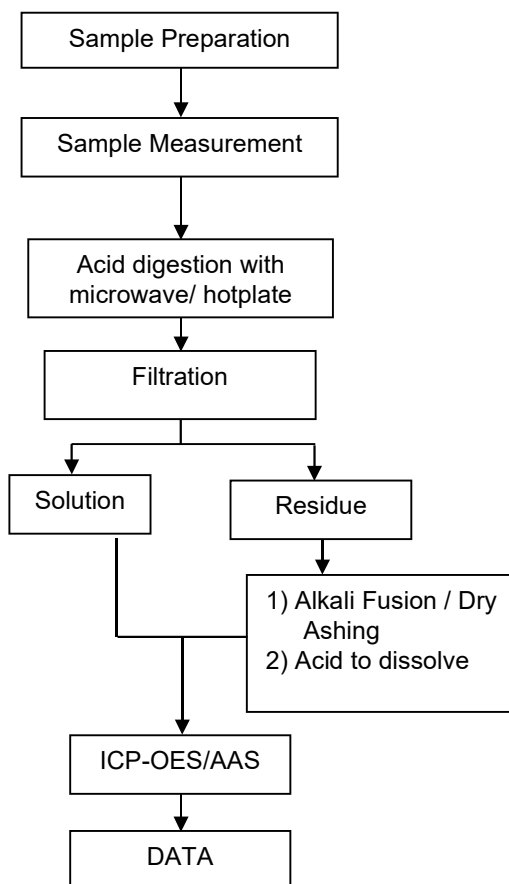 Sample Preparation
Sample Measurement
Acid digestion with
microwave/ hotplate
Filtration
Solution
Residue
1) Alkali Fusion / Dry
Ashing
2) Acid to dissolve
ICP-OES/AAS
DATA